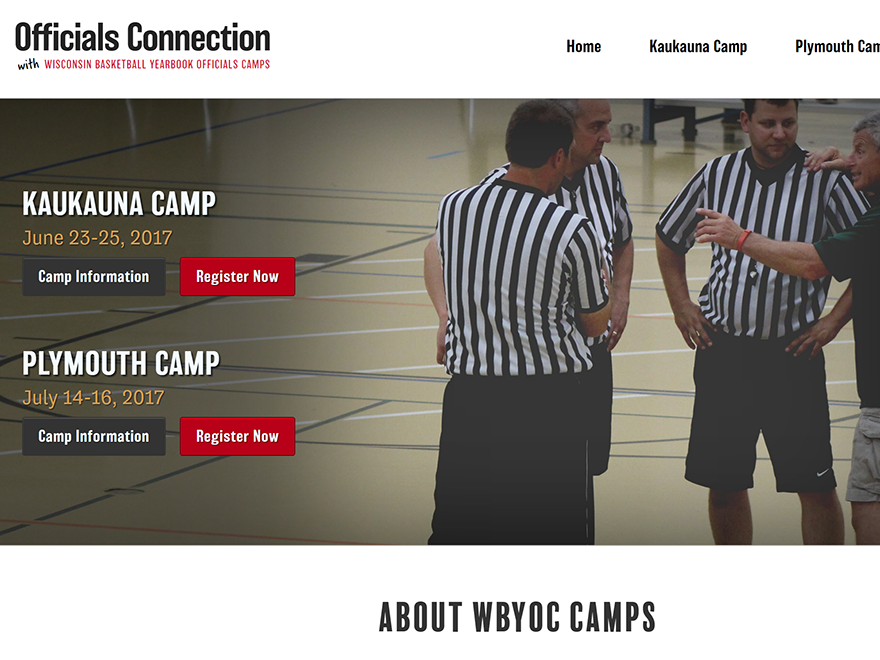 Officials Connection
with WISCONSIN BASKETBALL YEARBOOK OFFICIALS CAMPS
Home Kaukauna Camp Plymouth Cam
KAUKAUNA CAMP
June 23-25, 2017
Camp Information Register Now
PLYMOUTH CAMP
July 14-16, 2017
Camp Information Register Now
ABOUT WBYOC CAMPS